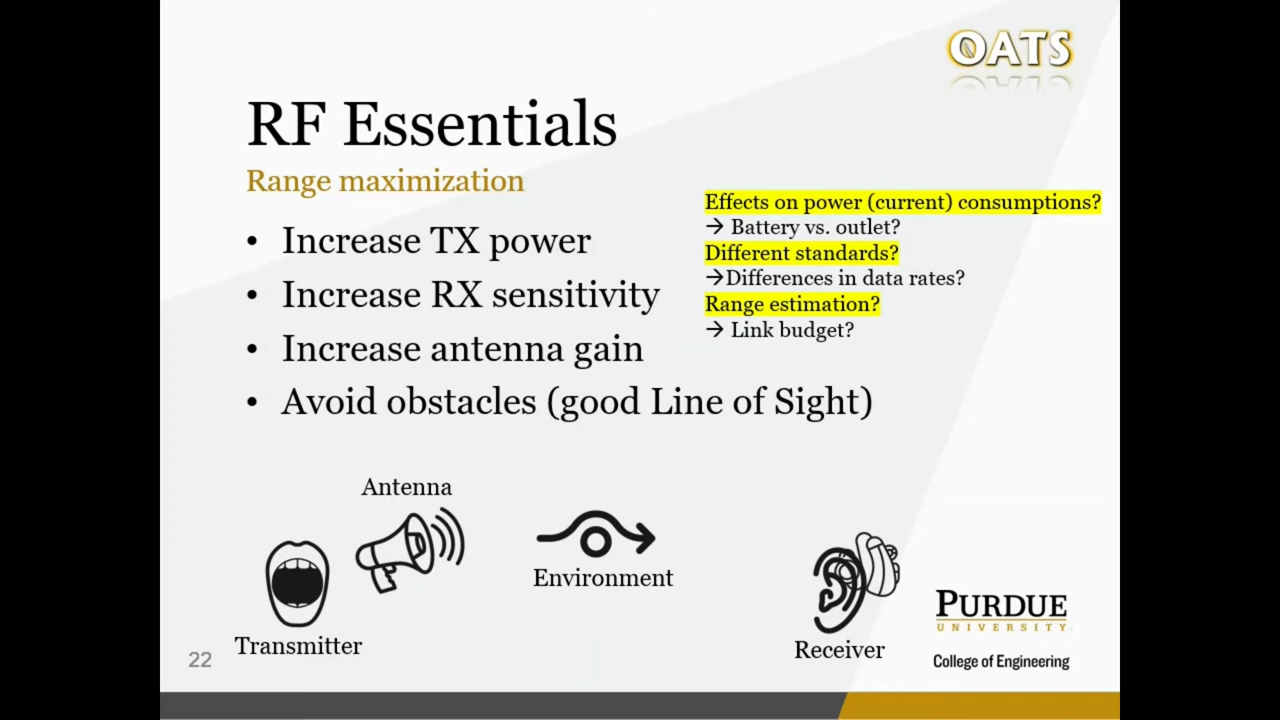 OATS
RF Essentials
Range maximization
• Increase TX power
• Increase RX sensitivity
• Increase antenna gain
• Avoid obstacles (good Line of Sight)
Effects on power (current) consumptions?
→ Battery vs. outlet?
Different standards?
→Differences in data rates?
Range estimation?
→ Link budget?
Antenna
Environment
Transmitter
Receiver
PURDUE
UNIVERSITY
College of Engineering
22